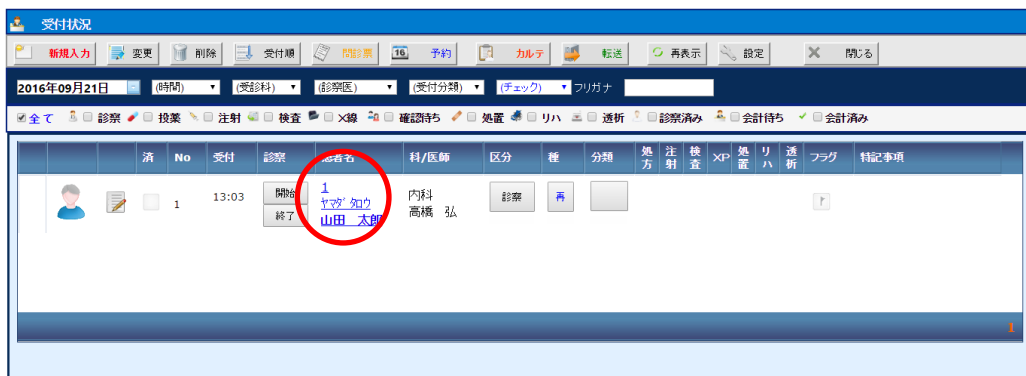 受付状況
新規入力 変更 削除 受付順 問診票 16 予約 カルテ 転送 再表示 設定 閉じる
2016年09月21日 (時間) (受診科) (診察医) (受付分類) (チェック) フリガナ
全て 診察 投薬 注射 検査 X線 確認待ち 処置 リハ 透析 診察済み 会計待ち 会計済み
済 No 受付 診察 患者名 科/医師 区分 種 分類 処方 注射 検査 XP 処置 リハ 透析 フラグ 特記事項
1 13:03 開始 終了 1 ﾔﾏﾀﾞ ﾀﾛｳ 山田 太郎 内科 高橋 弘 診察 再
1